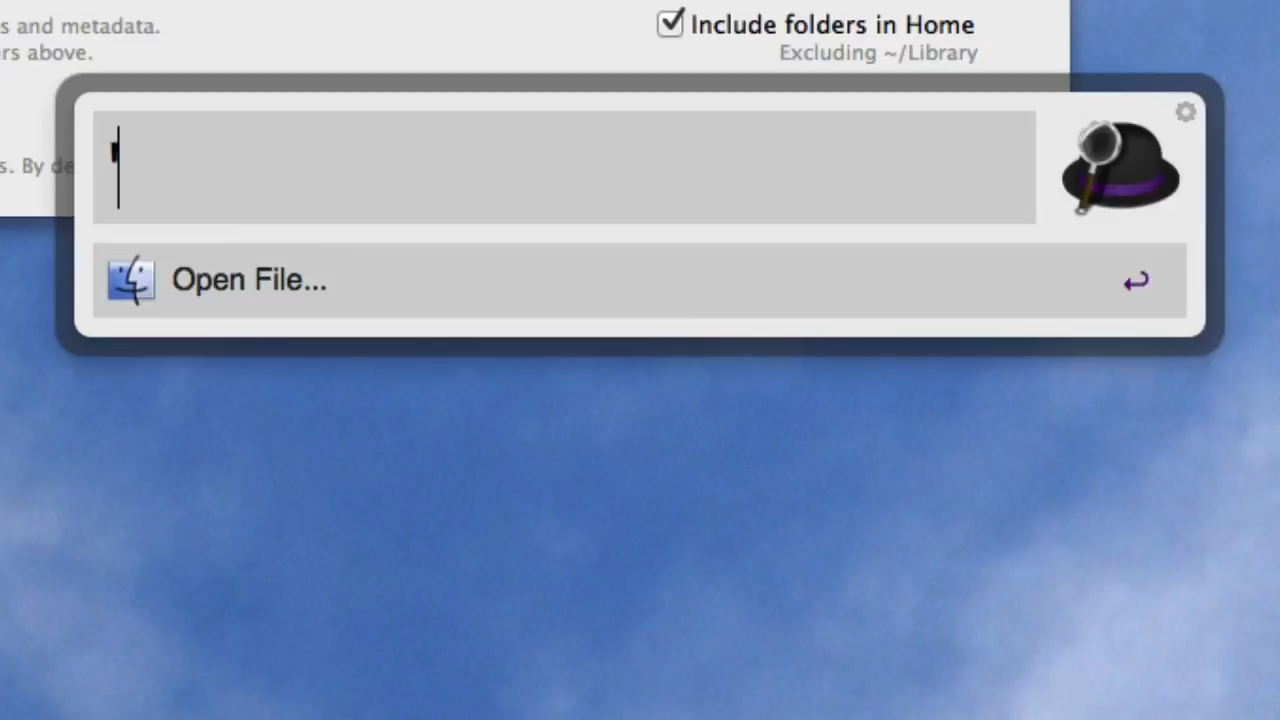 s and metadata.
Include folders in Home
rs above.
Excluding ~/Library
'
s. By de
Open File...